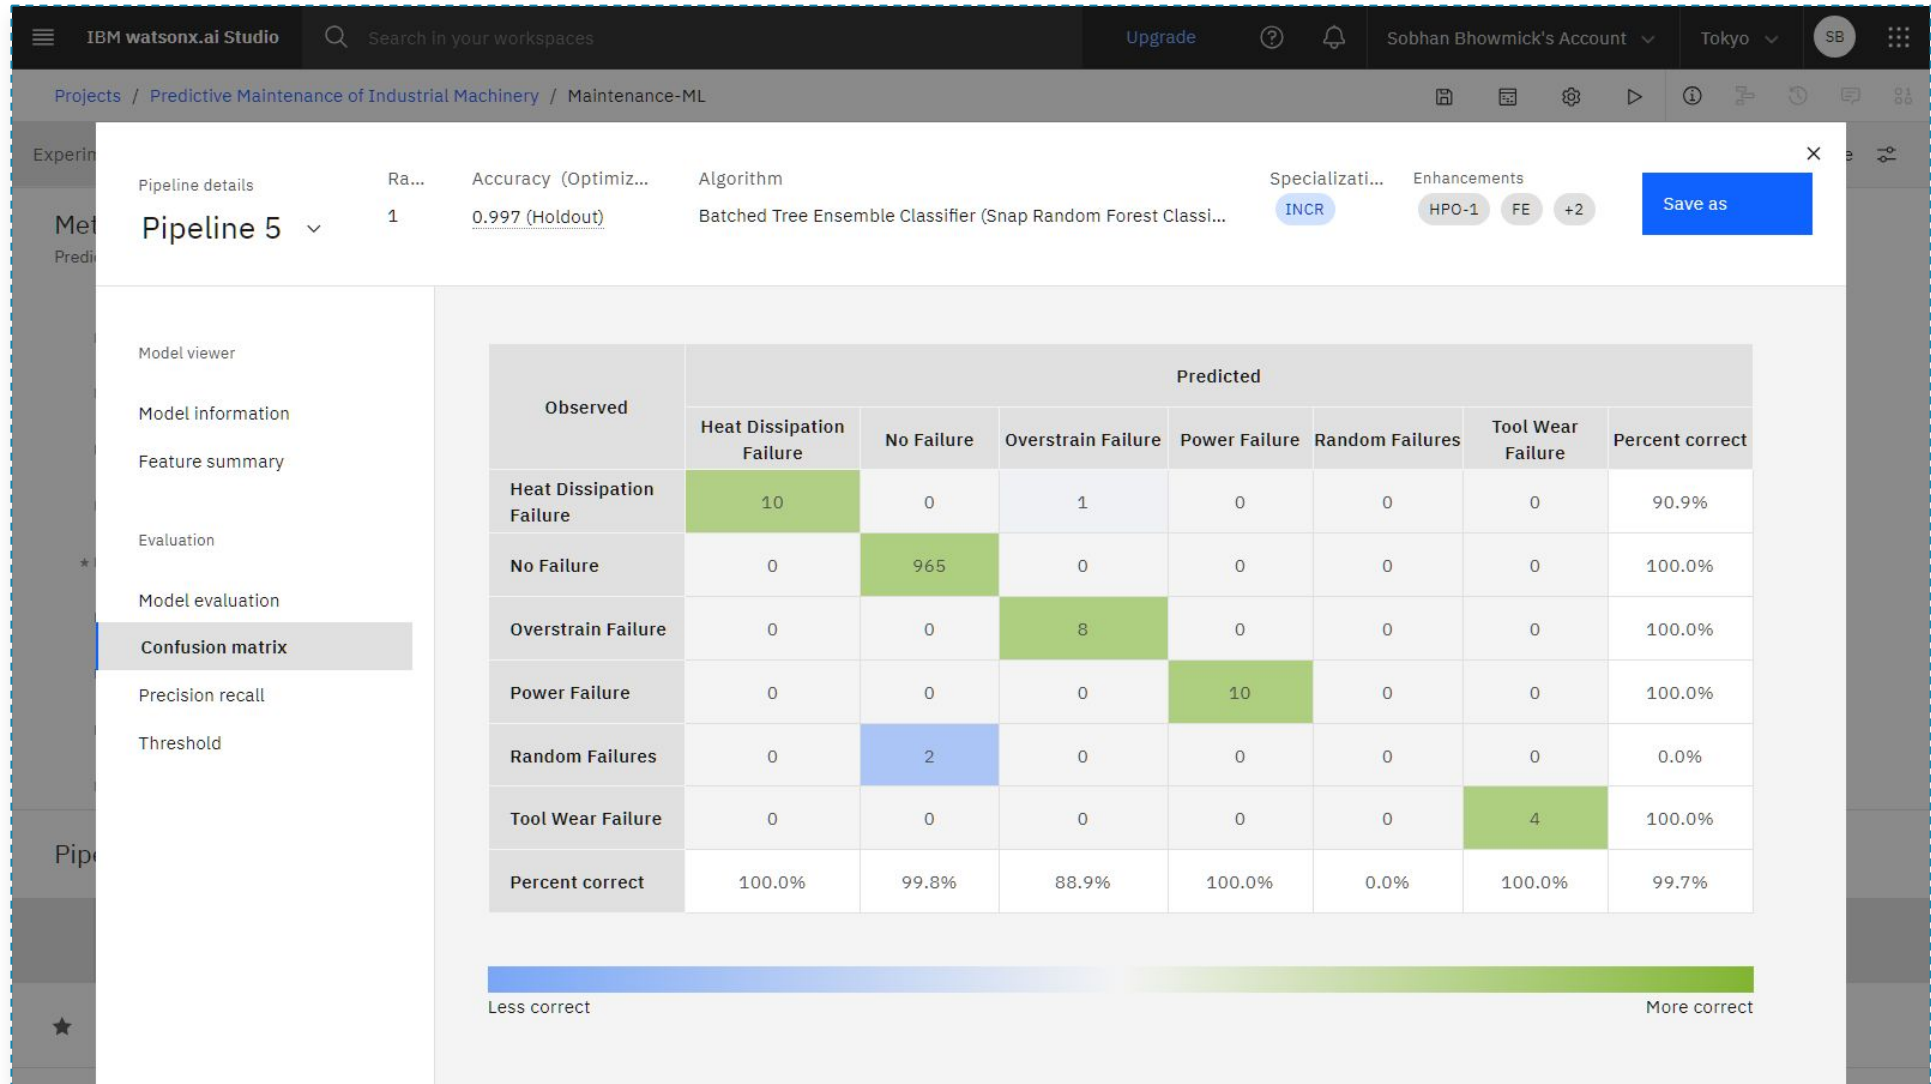 IBM watsonx.ai Studio Search in your workspaces Upgrade Sobhan Bhowmick's Account Tokyo SB
Projects / Predictive Maintenance of Industrial Machinery / Maintenance-ML
Experim
Pipeline details Ra... Accuracy (Optimiz... Algorithm Specializati... Enhancements
Pipeline 5 1 0.997 (Holdout) Batched Tree Ensemble Classifier (Snap Random Forest Classi... INCR HPO-1 FE +2 Save as
Met
Predic
Model viewer
Model information
Feature summary
Evaluation
Model evaluation
Confusion matrix
Precision recall
Threshold
Pipe
Observed Predicted
Heat Dissipation Failure No Failure Overstrain Failure Power Failure Random Failures Tool Wear Failure Percent correct
Heat Dissipation Failure 10 0 1 0 0 0 90.9%
No Failure 0 965 0 0 0 0 100.0%
Overstrain Failure 0 0 8 0 0 0 100.0%
Power Failure 0 0 0 10 0 0 100.0%
Random Failures 0 2 0 0 0 0 0.0%
Tool Wear Failure 0 0 0 0 0 4 100.0%
Percent correct 100.0% 99.8% 88.9% 100.0% 0.0% 100.0% 99.7%
Less correct More correct